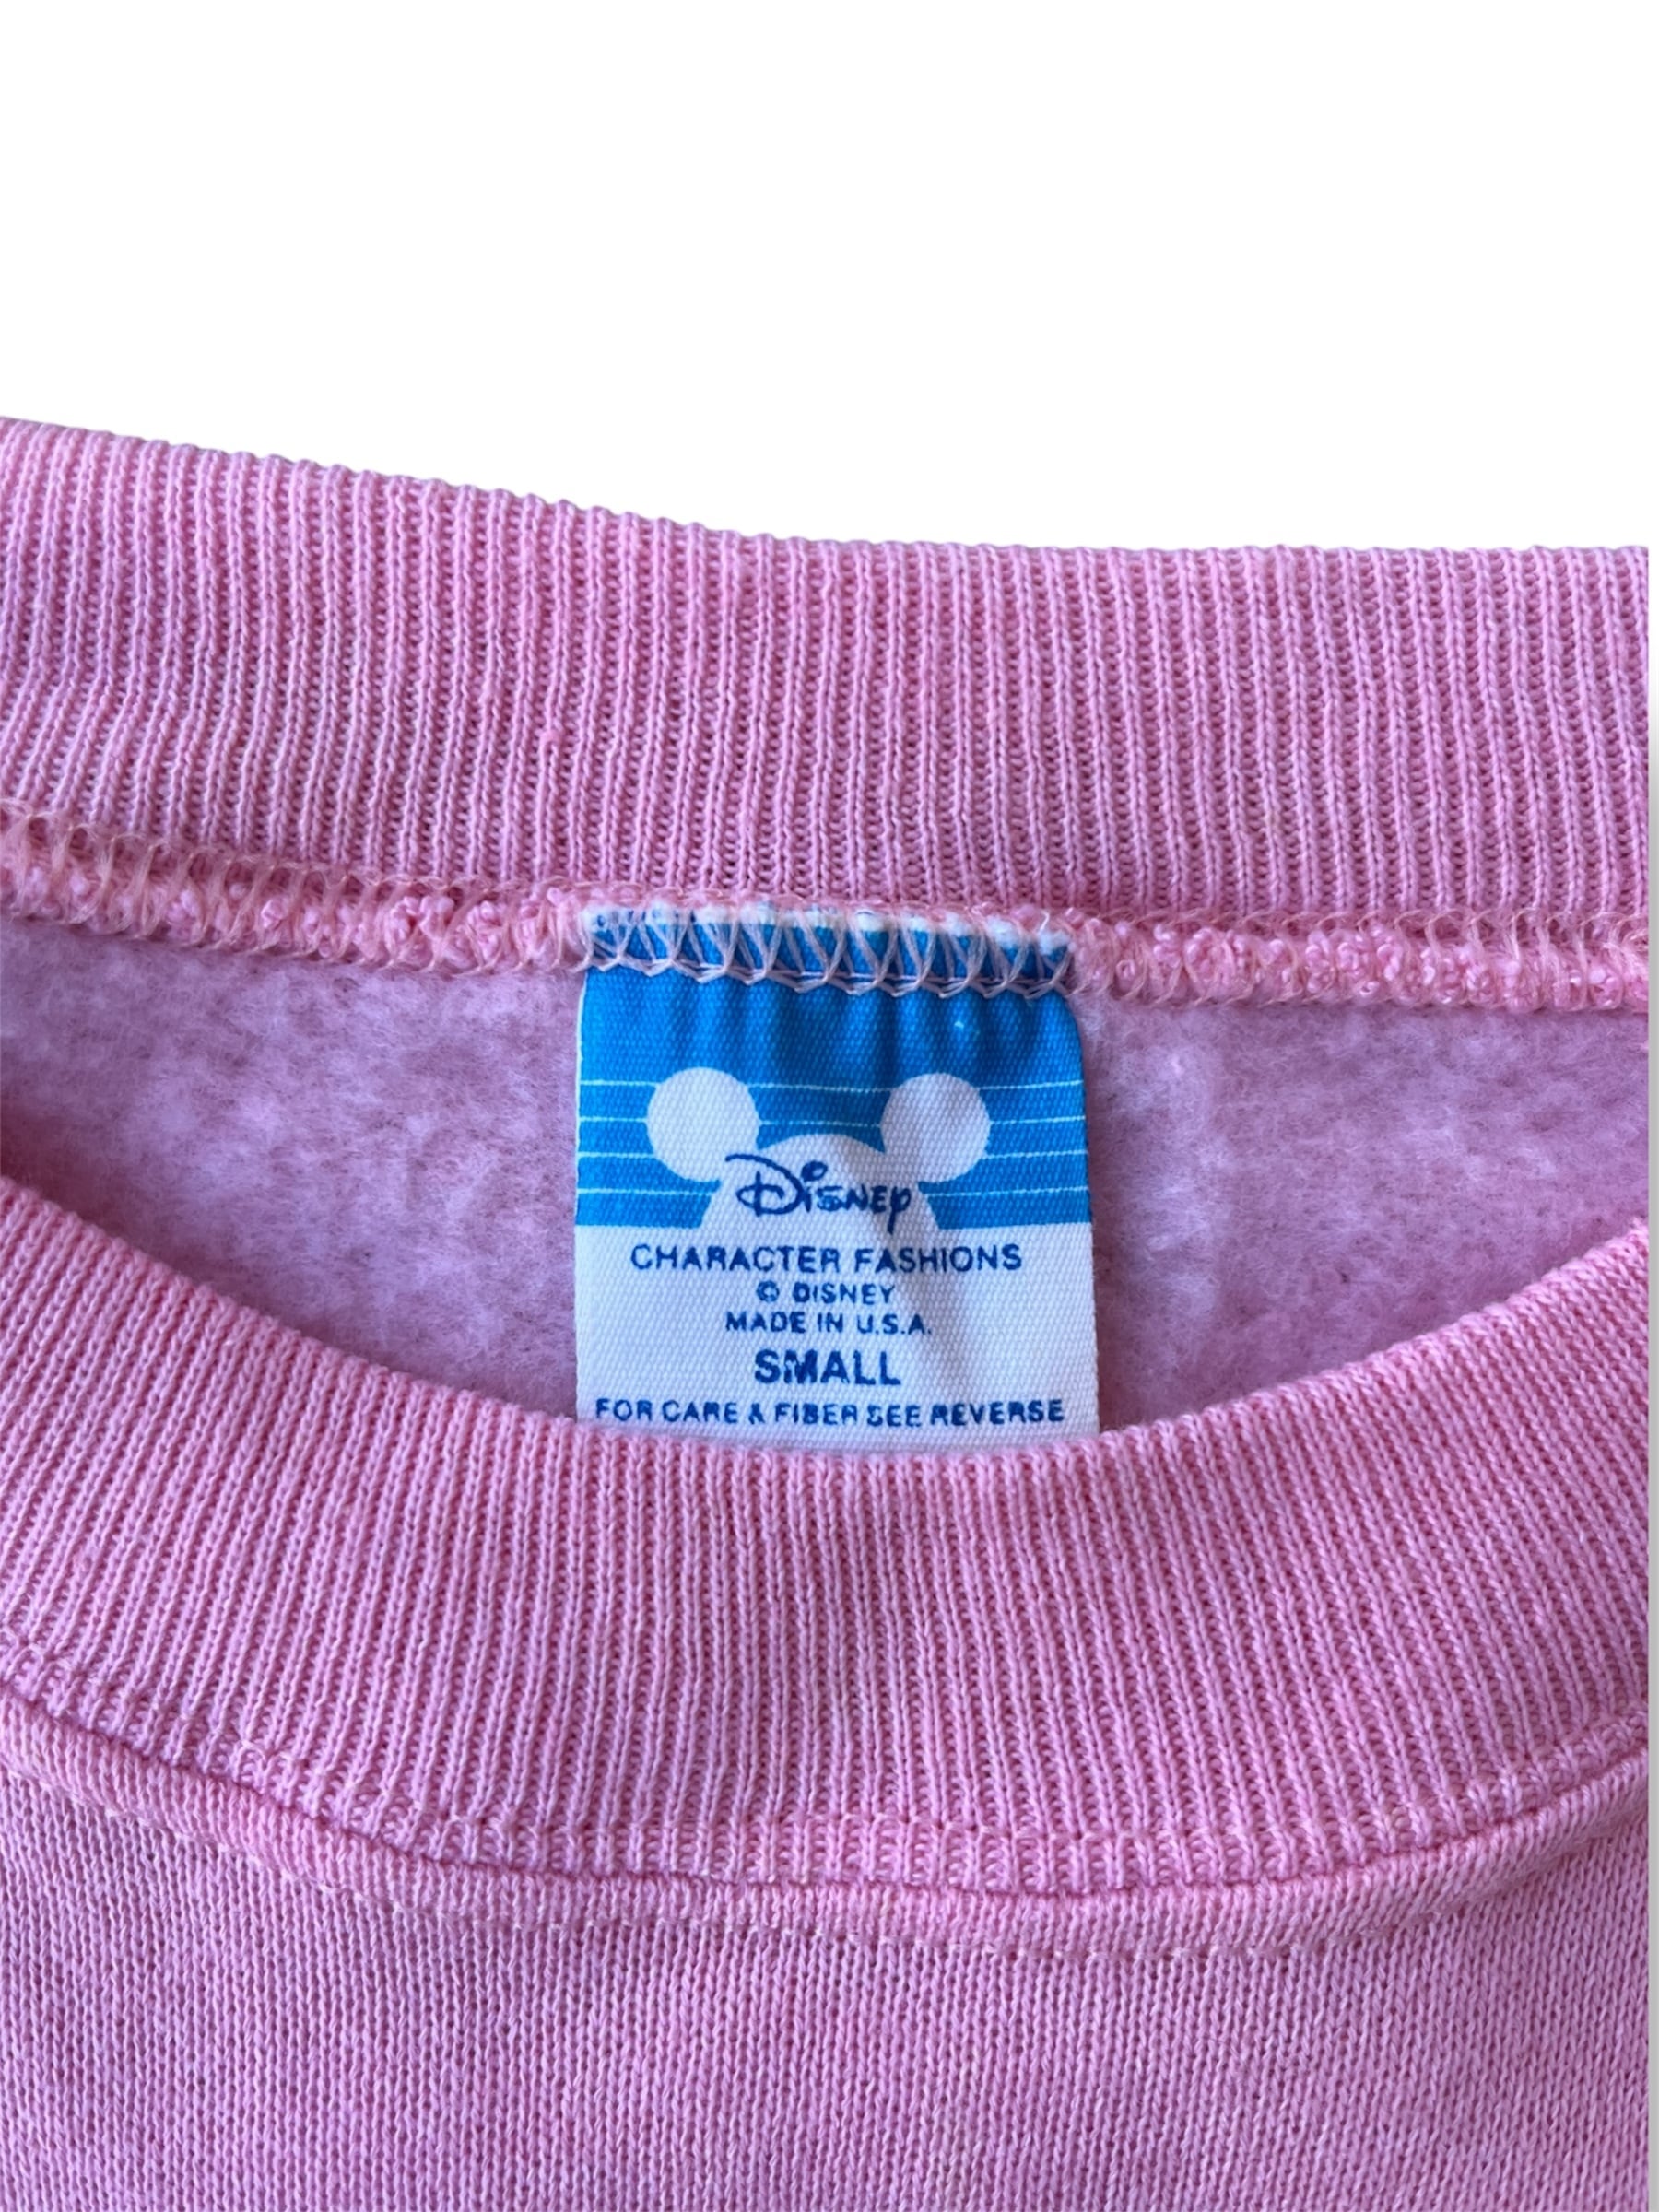 Disney
CHARACTER FASHIONS
© DISNEY
MADE IN U.S.A.
SMALL
FOR CARE & FIBER SEE REVERSE